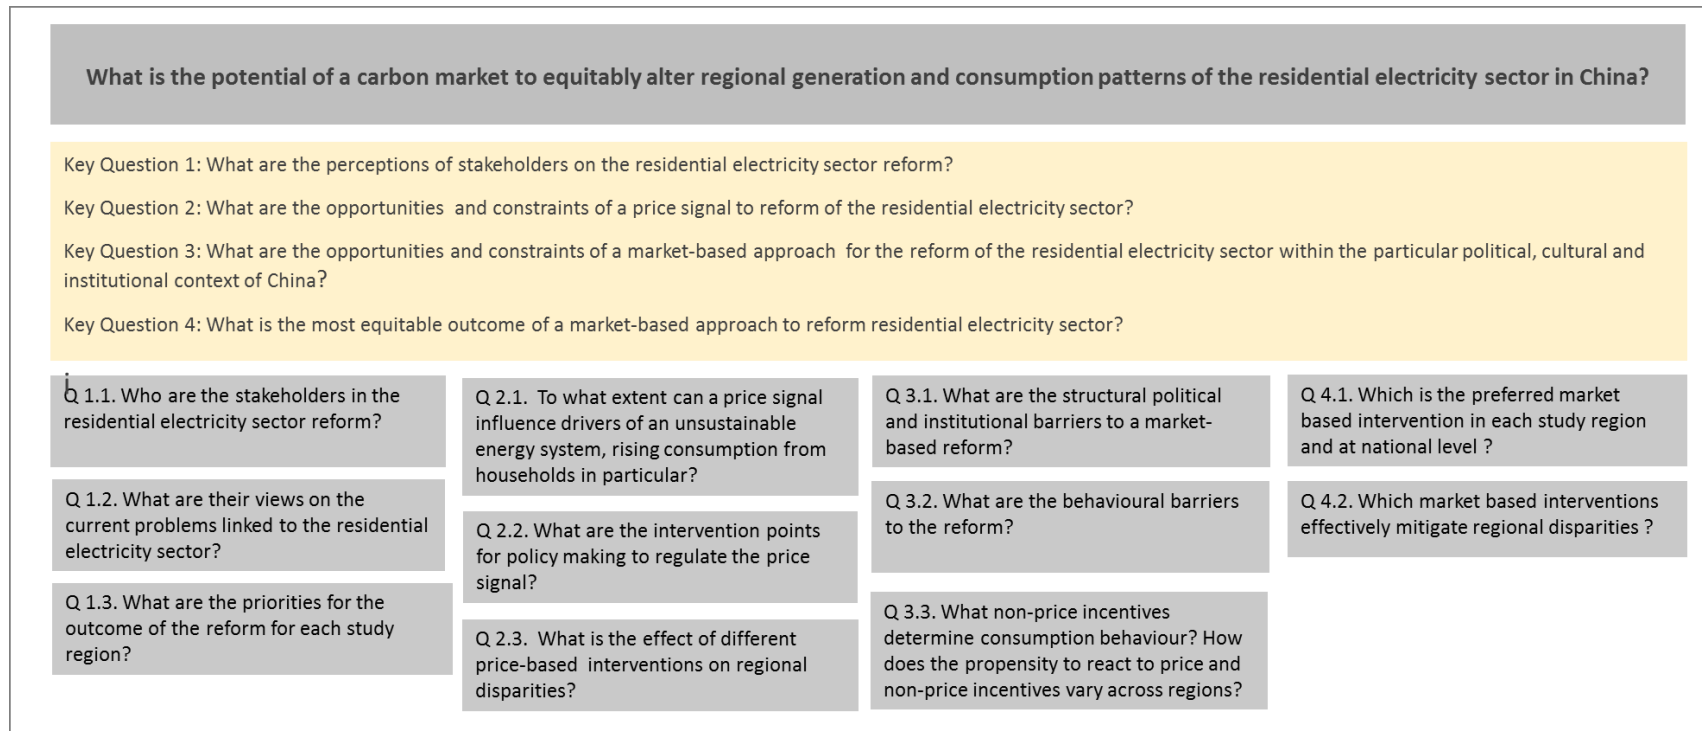 What is the potential of a carbon market to equitably alter regional generation and consumption patterns of the residential electricity sector in China?
Key Question 1: What are the perceptions of stakeholders on the residential electricity sector reform?
Key Question 2: What are the opportunities and constraints of a price signal to reform of the residential electricity sector?
Key Question 3: What are the opportunities and constraints of a market-based approach for the reform of the residential electricity sector within the particular political, cultural and
institutional context of China?
Key Question 4: What is the most equitable outcome of a market-based approach to reform residential electricity sector?
i
Q 1.1. Who are the stakeholders in the
residential electricity sector reform?
Q 1.2. What are their views on the
current problems linked to the residential
electricity sector?
Q 1.3. What are the priorities for the
outcome of the reform for each study
region?
Q 2.1. To what extent can a price signal
influence drivers of an unsustainable
energy system, rising consumption from
households in particular?
Q 2.2. What are the intervention points
for policy making to regulate the price
signal?
Q 2.3. What is the effect of different
price-based interventions on regional
disparities?
Q 3.1. What are the structural political
and institutional barriers to a market-
based reform?
Q 3.2. What are the behavioural barriers
to the reform?
Q 3.3. What non-price incentives
determine consumption behaviour? How
does the propensity to react to price and
non-price incentives vary across regions?
Q 4.1. Which is the preferred market
based intervention in each study region
and at national level ?
Q 4.2. Which market based interventions
effectively mitigate regional disparities ?